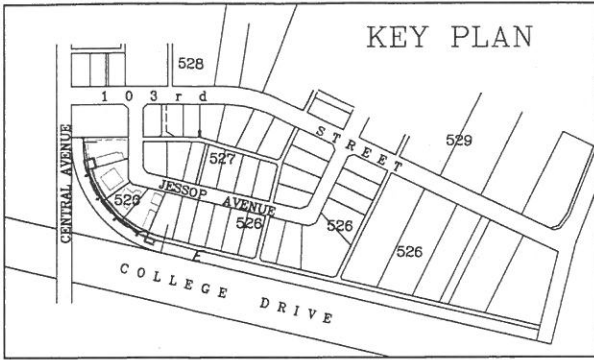 KEY PLAN
528
103rd STREET
529
527
CENTRAL AVENUE
JESSOP AVENUE
526
526
526
526
COLLEGE DRIVE